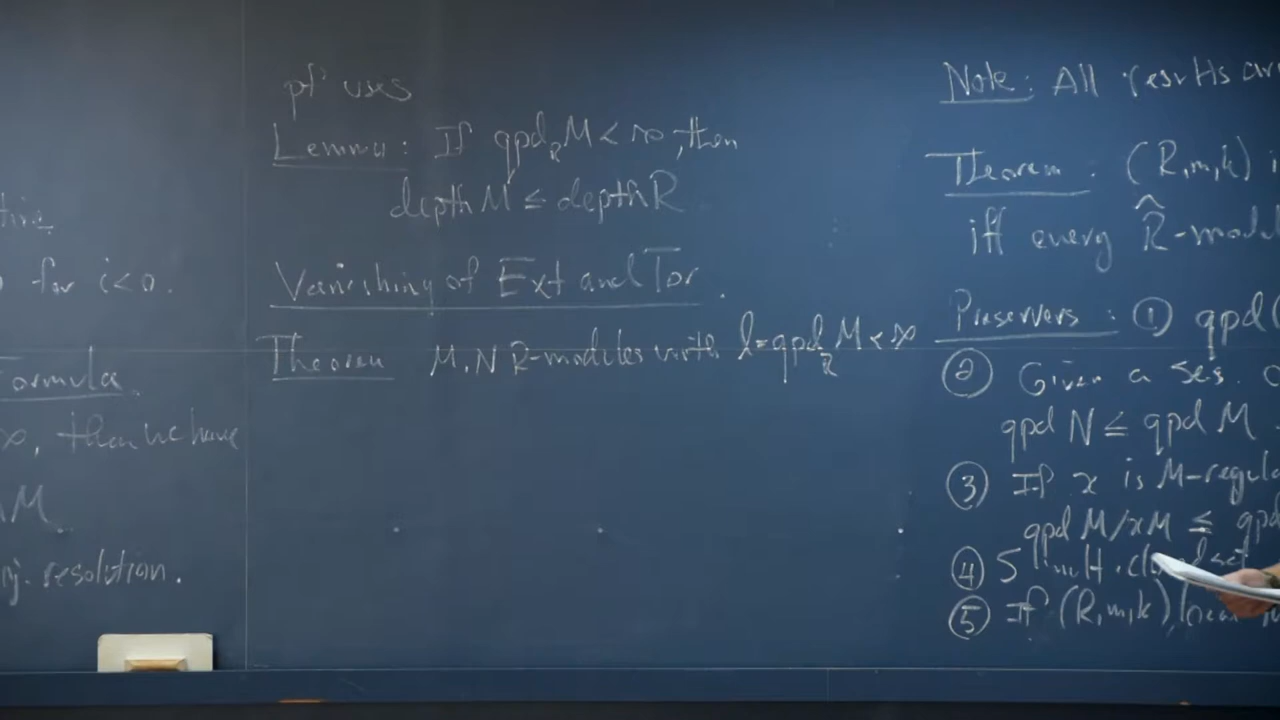 for i<0.
Formula
∞, then we have
M
inj. resolution.
pf uses
Lemma: If qpd_R M < ∞, then
depth M ≤ depth R
Vanishing of Ext and Tor.
Theorem M, N R-modules with l = qpd_R M < ∞
Note: All results are
Theorem: (R, m, k) i
iff every R̂-modul
Preservers: ① qpd(
② Given a ses. o
qpd N ≤ qpd M
③ If x is M-regula
qpd M/xM ≤ qpd
④ S mult. closed set
⑤ If (R, m, k) local